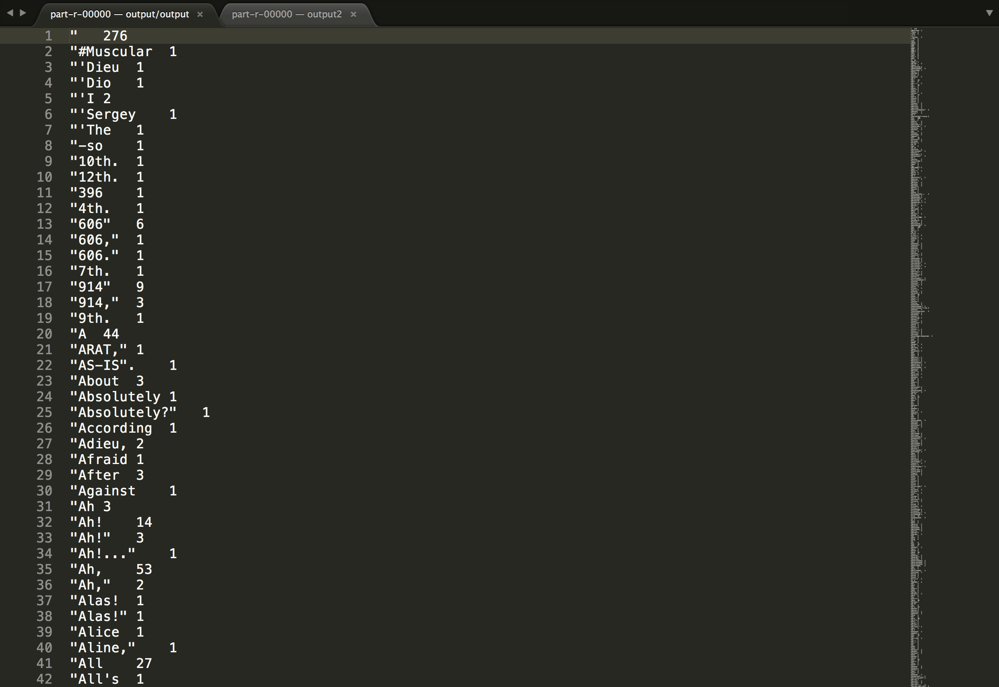 part-r-00000 — output/output × part-r-00000 — output2 ×
1 " 276
2 "#Muscular 1
3 "'Dieu 1
4 "'Dio 1
5 "'I 2
6 "'Sergey 1
7 "'The 1
8 "-so 1
9 "10th. 1
10 "12th. 1
11 "396 1
12 "4th. 1
13 "606" 6
14 "606," 1
15 "606." 1
16 "7th. 1
17 "914" 9
18 "914," 3
19 "9th. 1
20 "A 44
21 "ARAT," 1
22 "AS-IS". 1
23 "About 3
24 "Absolutely 1
25 "Absolutely?" 1
26 "According 1
27 "Adieu, 2
28 "Afraid 1
29 "After 3
30 "Against 1
31 "Ah 3
32 "Ah! 14
33 "Ah!" 3
34 "Ah!..." 1
35 "Ah, 53
36 "Ah," 2
37 "Alas! 1
38 "Alas!" 1
39 "Alice 1
40 "Aline," 1
41 "All 27
42 "All's 1